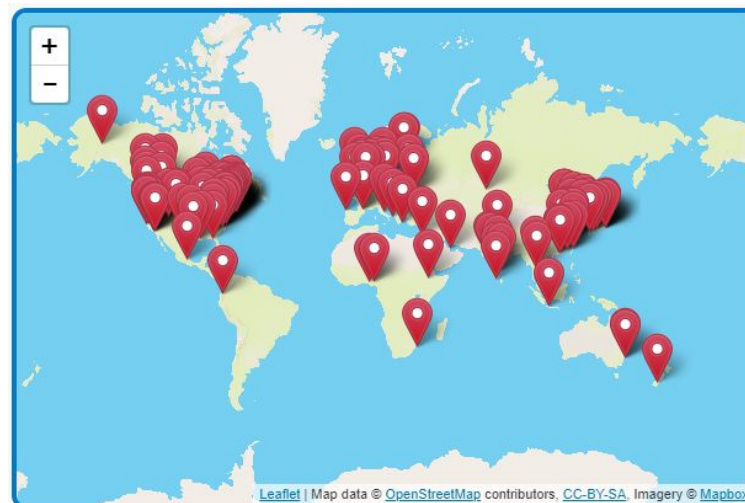 +
−
Leaflet | Map data © OpenStreetMap contributors, CC-BY-SA, Imagery © Mapbox